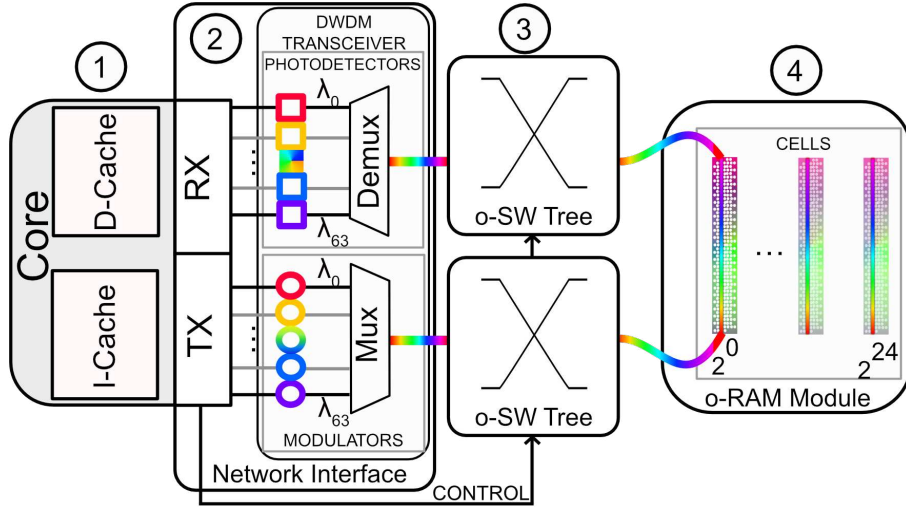 1
2
3
4
DWDM
TRANSCEIVER
PHOTODETECTORS
Core
D-Cache
I-Cache
RX
TX
λ0
...
λ63
Demux
λ0
...
λ63
Mux
MODULATORS
Network Interface
CONTROL
o-SW Tree
o-SW Tree
CELLS
...
2^0
2^24
o-RAM Module